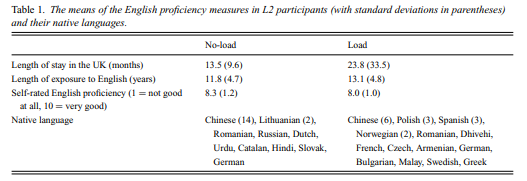 Table 1. The means of the English proficiency measures in L2 participants (with standard deviations in parentheses)
and their native languages.
No-load Load
Length of stay in the UK (months) 13.5 (9.6) 23.8 (33.5)
Length of exposure to English (years) 11.8 (4.7) 13.1 (4.8)
Self-rated English proficiency (1 = not good 8.3 (1.2) 8.0 (1.0)
at all, 10 = very good)
Native language Chinese (14), Lithuanian (2), Chinese (6), Polish (3), Spanish (3),
Romanian, Russian, Dutch, Norwegian (2), Romanian, Dhivehi,
Urdu, Catalan, Hindi, Slovak, French, Czech, Armenian, German,
German Bulgarian, Malay, Swedish, Greek